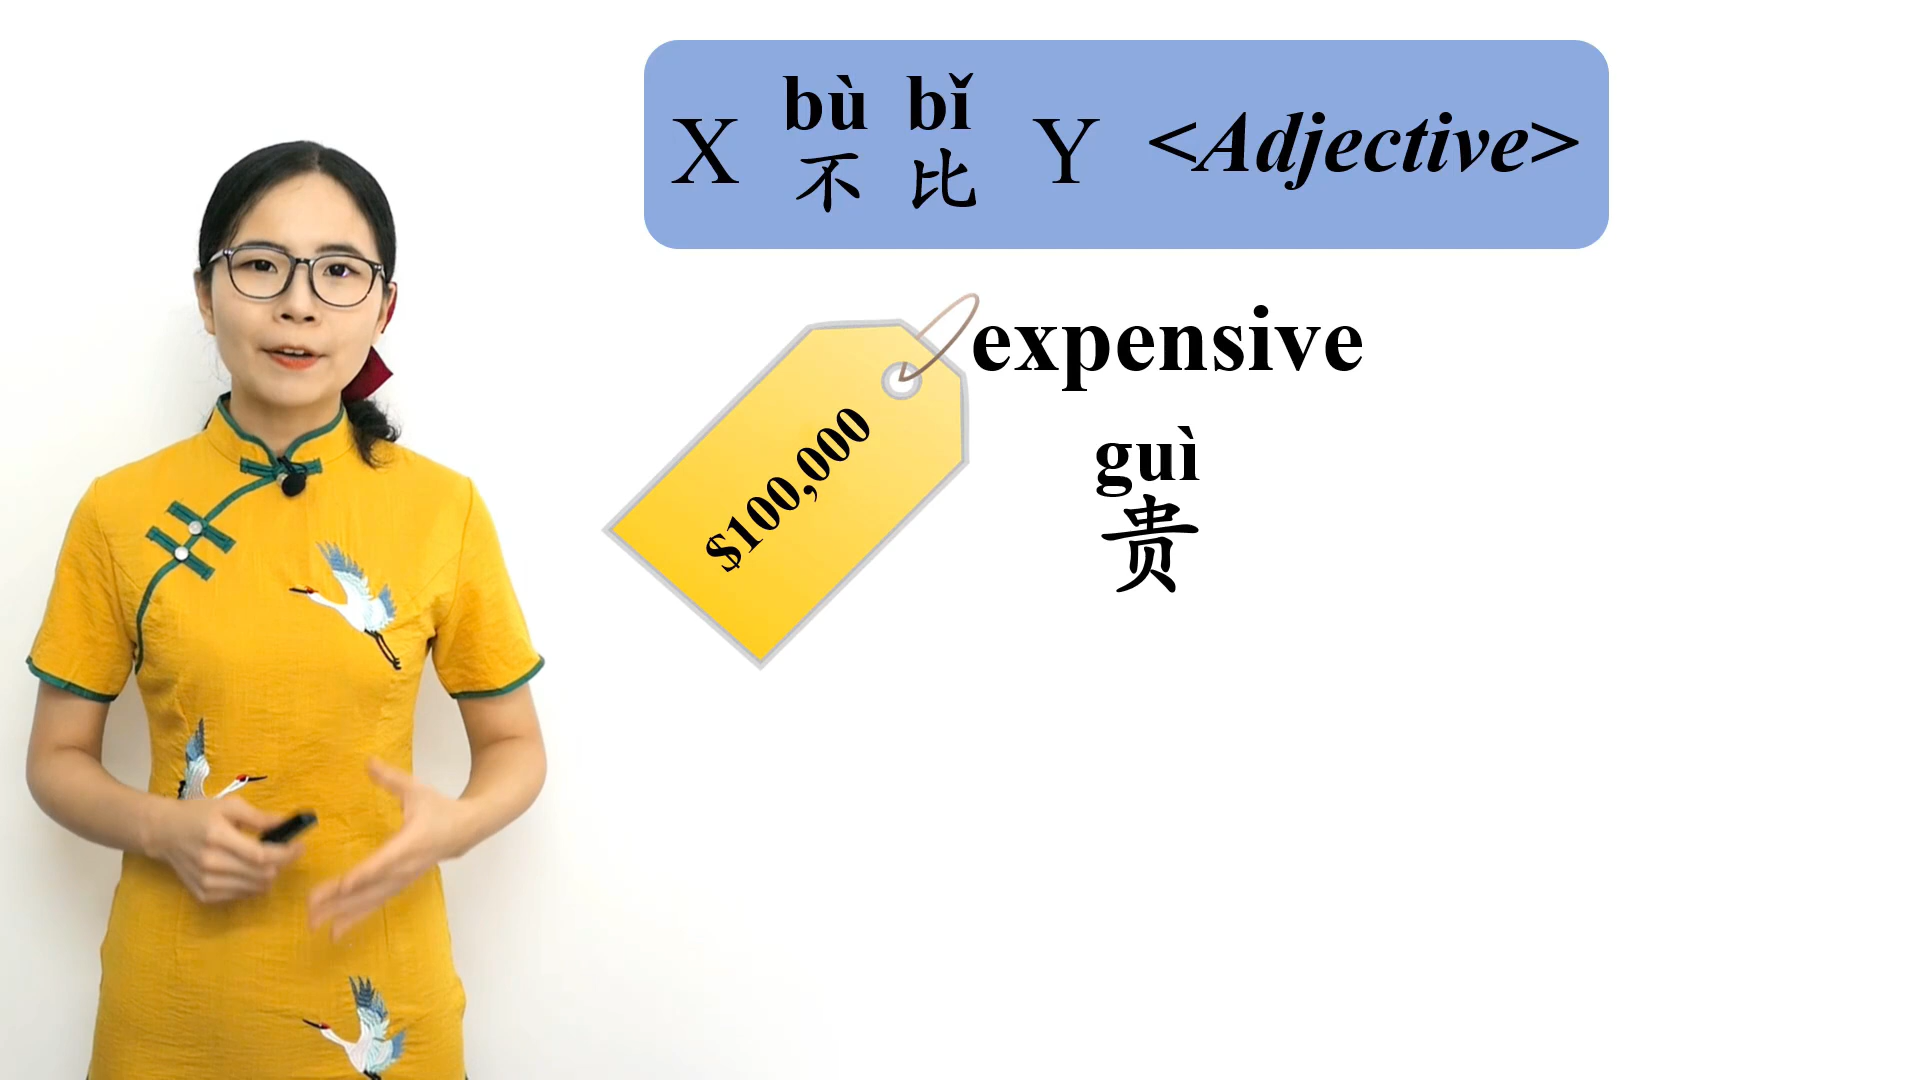 X bù bǐ Y <Adjective>
不 比
expensive
$100,000
guì
贵